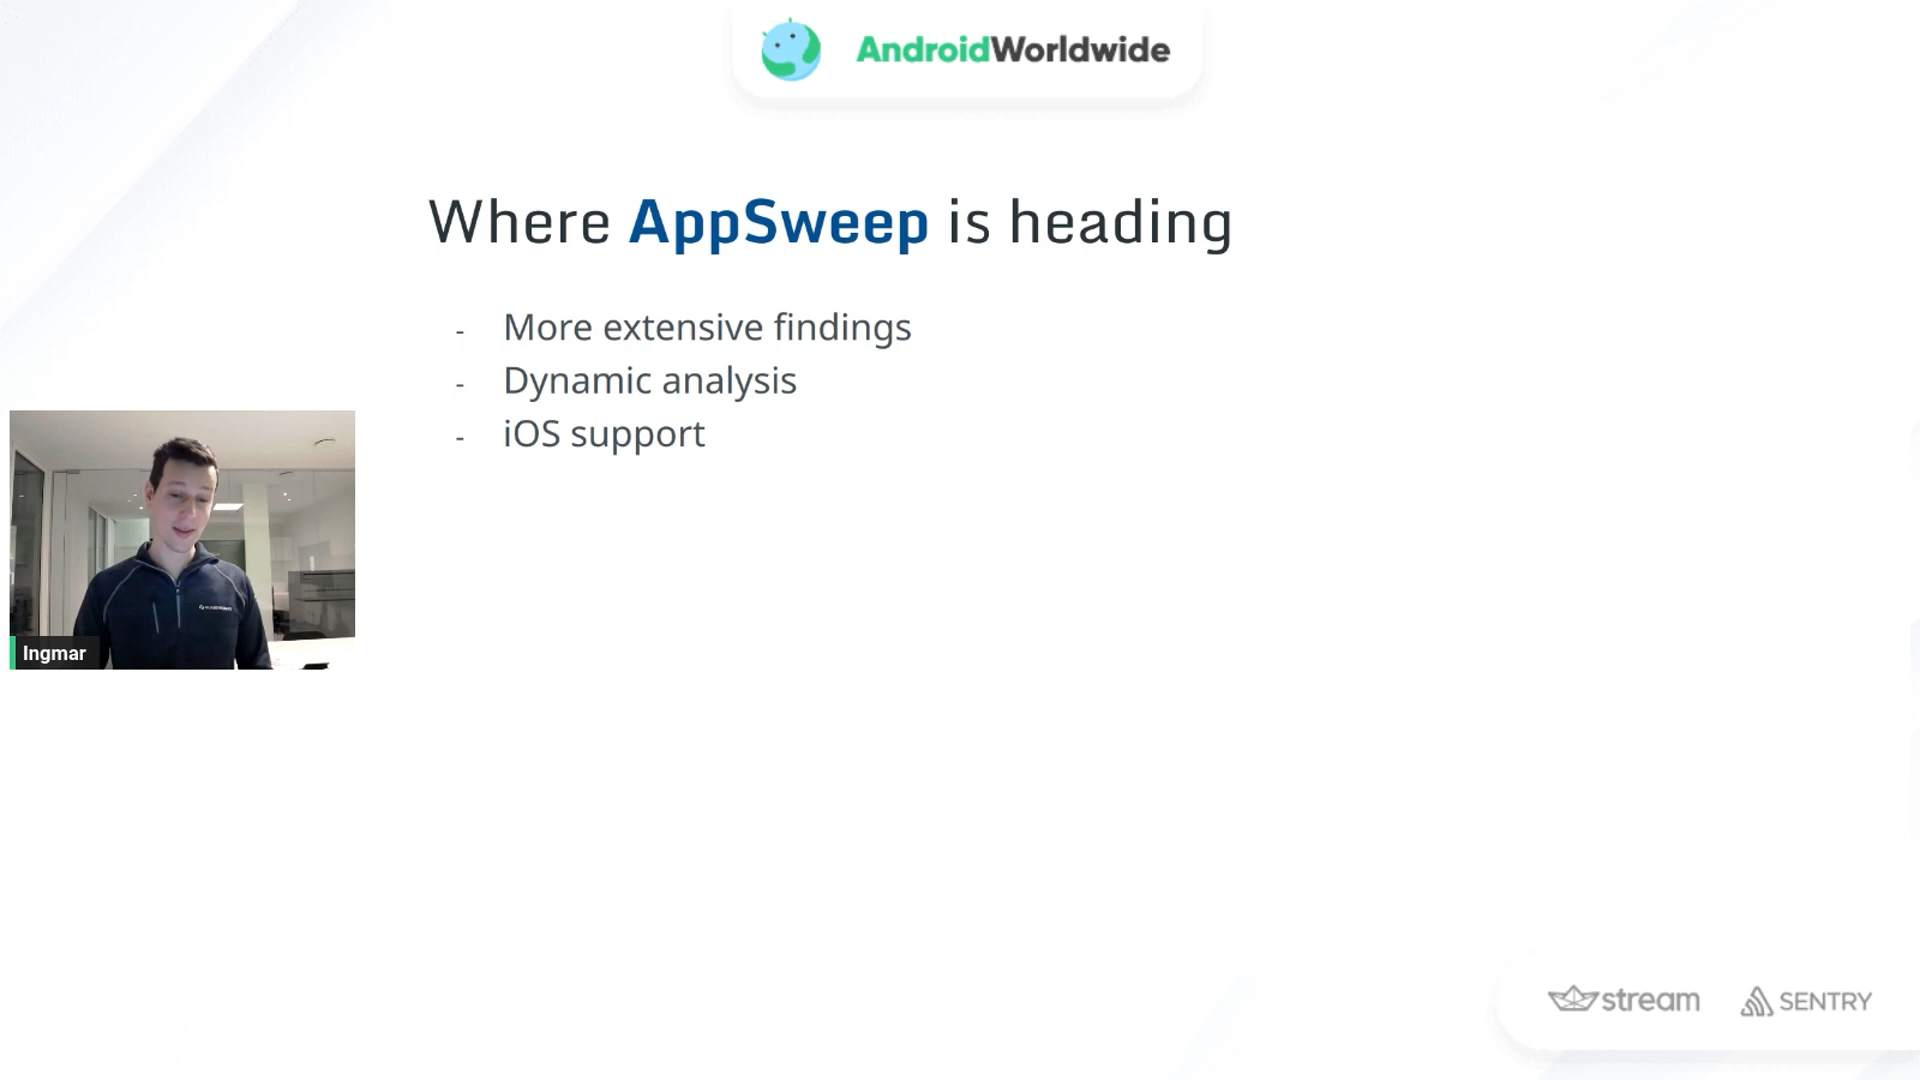 AndroidWorldwide
Where AppSweep is heading
- More extensive findings
- Dynamic analysis
- iOS support
Ingmar
stream
SENTRY